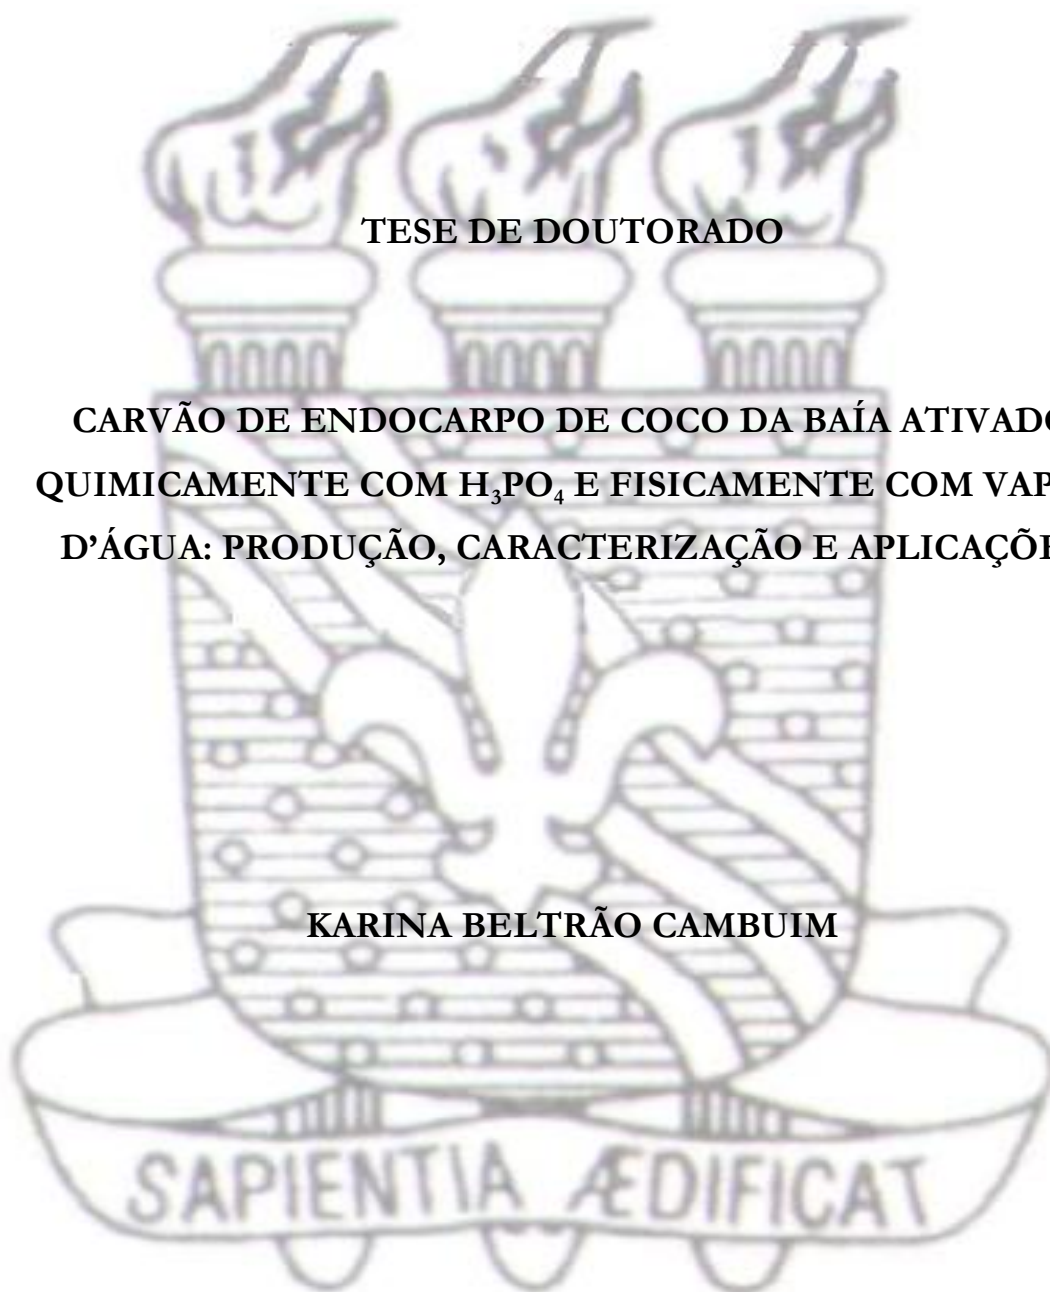 TESE DE DOUTORADO
CARVÃO DE ENDOCARPO DE COCO DA BAÍA ATIVADO
QUIMICAMENTE COM H₃PO₄ E FISICAMENTE COM VAP
D’ÁGUA: PRODUÇÃO, CARACTERIZAÇÃO E APLICAÇÕE
KARINA BELTRÃO CAMBUIM
SAPIENTIA ÆDIFICAT